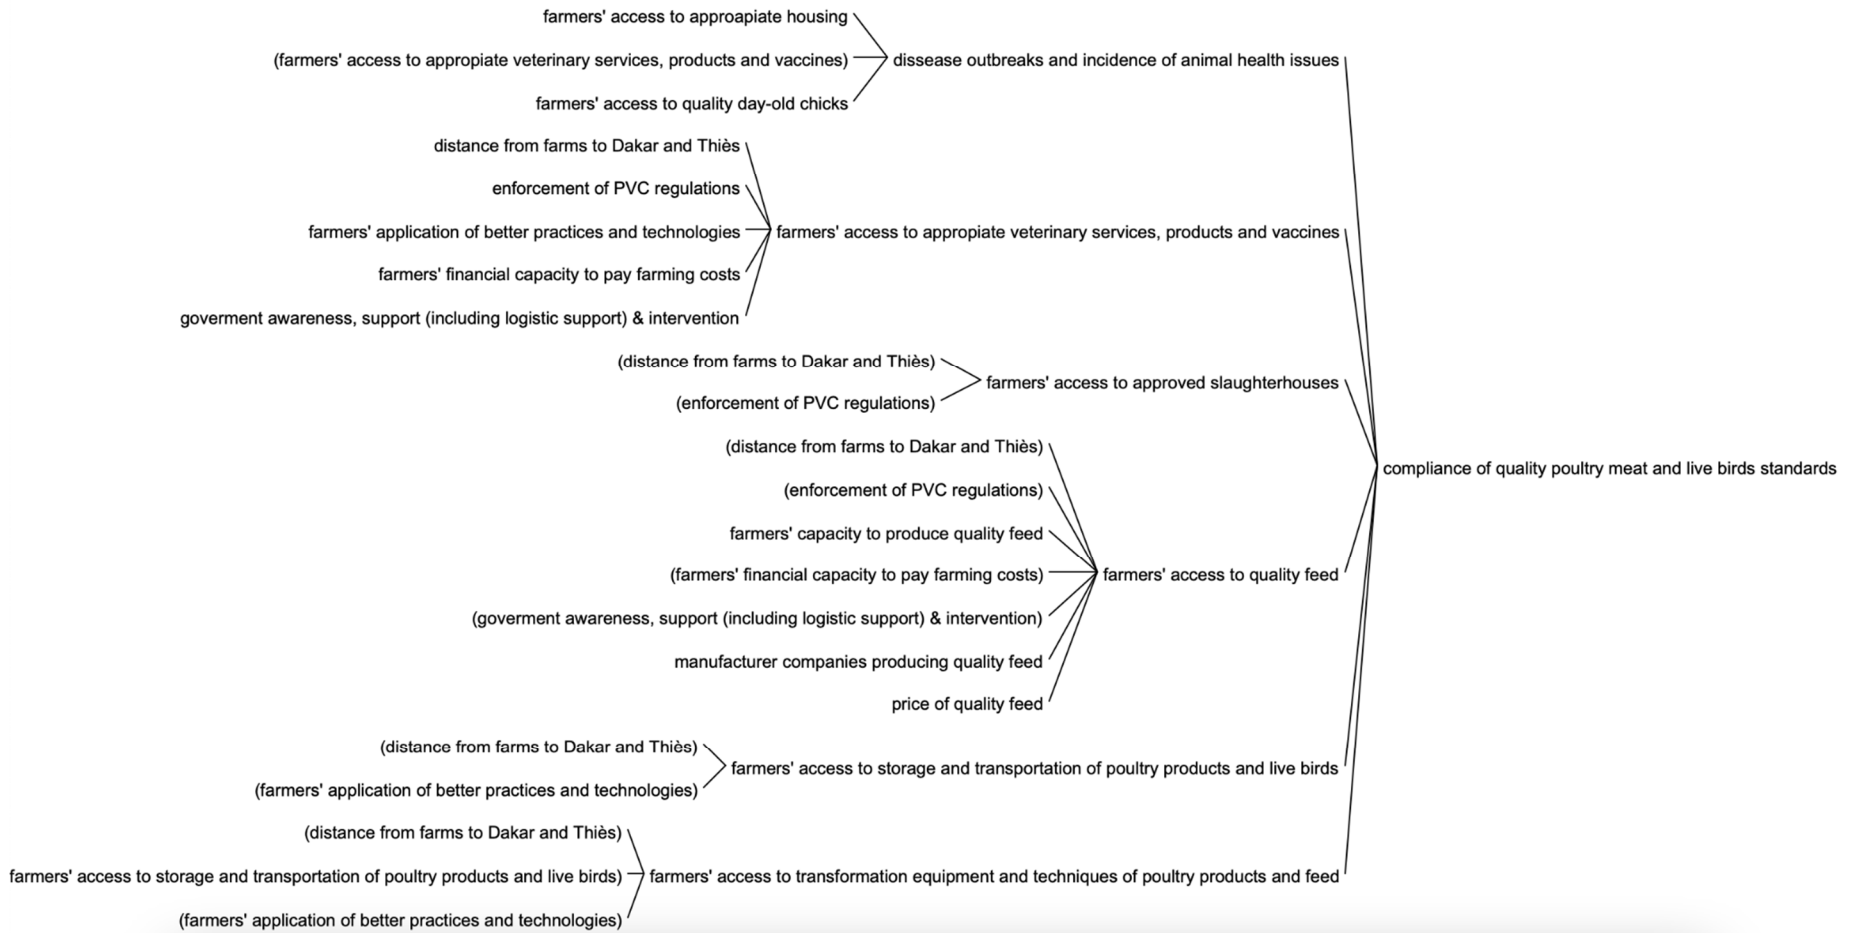 farmers' access to approapiate housing
(farmers' access to appropiate veterinary services, products and vaccines)
dissease outbreaks and incidence of animal health issues
farmers' access to quality day-old chicks
distance from farms to Dakar and Thiès
enforcement of PVC regulations
farmers' application of better practices and technologies
farmers' access to appropiate veterinary services, products and vaccines
farmers' financial capacity to pay farming costs
goverment awareness, support (including logistic support) & intervention
(distance from farms to Dakar and Thiès)
farmers' access to approved slaughterhouses
(enforcement of PVC regulations)
(distance from farms to Dakar and Thiès)
compliance of quality poultry meat and live birds standards
(enforcement of PVC regulations)
farmers' capacity to produce quality feed
(farmers' financial capacity to pay farming costs)
farmers' access to quality feed
(goverment awareness, support (including logistic support) & intervention)
manufacturer companies producing quality feed
price of quality feed
(distance from farms to Dakar and Thiès)
farmers' access to storage and transportation of poultry products and live birds
(farmers' application of better practices and technologies)
(distance from farms to Dakar and Thiès)
farmers' access to storage and transportation of poultry products and live birds)
farmers' access to transformation equipment and techniques of poultry products and feed
(farmers' application of better practices and technologies)